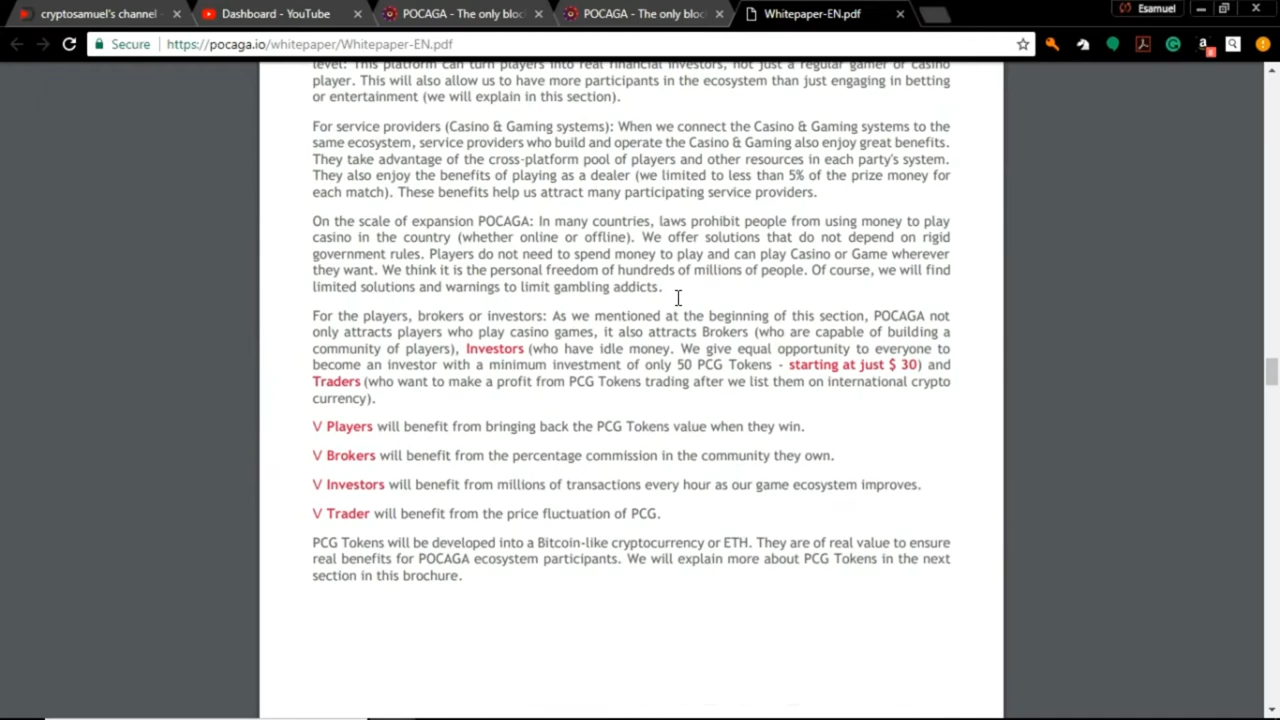 cryptosamuel's channel
Dashboard - YouTube
POCAGA - The only bloc
POCAGA - The only bloc
Whitepaper-EN.pdf
Esamuel
Secure
https://pocaga.io/whitepaper/Whitepaper-EN.pdf
level: This platform can turn players into real financial investors, not just a regular gamer or casino
player. This will also allow us to have more participants in the ecosystem than just engaging in betting
or entertainment (we will explain in this section).
For service providers (Casino & Gaming systems): When we connect the Casino & Gaming systems to the
same ecosystem, service providers who build and operate the Casino & Gaming also enjoy great benefits.
They take advantage of the cross-platform pool of players and other resources in each party's system.
They also enjoy the benefits of playing as a dealer (we limited to less than 5% of the prize money for
each match). These benefits help us attract many participating service providers.
On the scale of expansion POCAGA: In many countries, laws prohibit people from using money to play
casino in the country (whether online or offline). We offer solutions that do not depend on rigid
government rules. Players do not need to spend money to play and can play Casino or Game wherever
they want. We think it is the personal freedom of hundreds of millions of people. Of course, we will find
limited solutions and warnings to limit gambling addicts.
For the players, brokers or investors: As we mentioned at the beginning of this section, POCAGA not
only attracts players who play casino games, it also attracts Brokers (who are capable of building a
community of players), Investors (who have idle money. We give equal opportunity to everyone to
become an investor with a minimum investment of only 50 PCG Tokens - starting at just $ 30) and
Traders (who want to make a profit from PCG Tokens trading after we list them on international crypto
currency).
V Players will benefit from bringing back the PCG Tokens value when they win.
V Brokers will benefit from the percentage commission in the community they own.
V Investors will benefit from millions of transactions every hour as our game ecosystem improves.
V Trader will benefit from the price fluctuation of PCG.
PCG Tokens will be developed into a Bitcoin-like cryptocurrency or ETH. They are of real value to ensure
real benefits for POCAGA ecosystem participants. We will explain more about PCG Tokens in the next
section in this brochure.